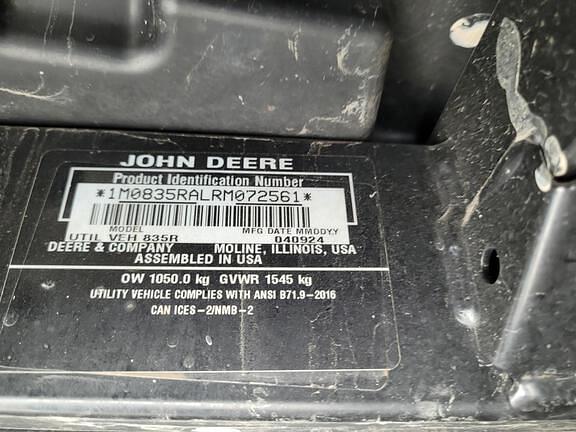 JOHN DEERE
Product Identification Number
*1M0835RALRM072561*
MODEL MFG DATE MMDDYY
UTIL VEH 835R 040924
DEERE & COMPANY MOLINE, ILLINOIS, USA
ASSEMBLED IN USA
OW 1050.0 kg GVWR 1545 kg
UTILITY VEHICLE COMPLIES WITH ANSI B71.9-2016
CAN ICES-2/NMB-2